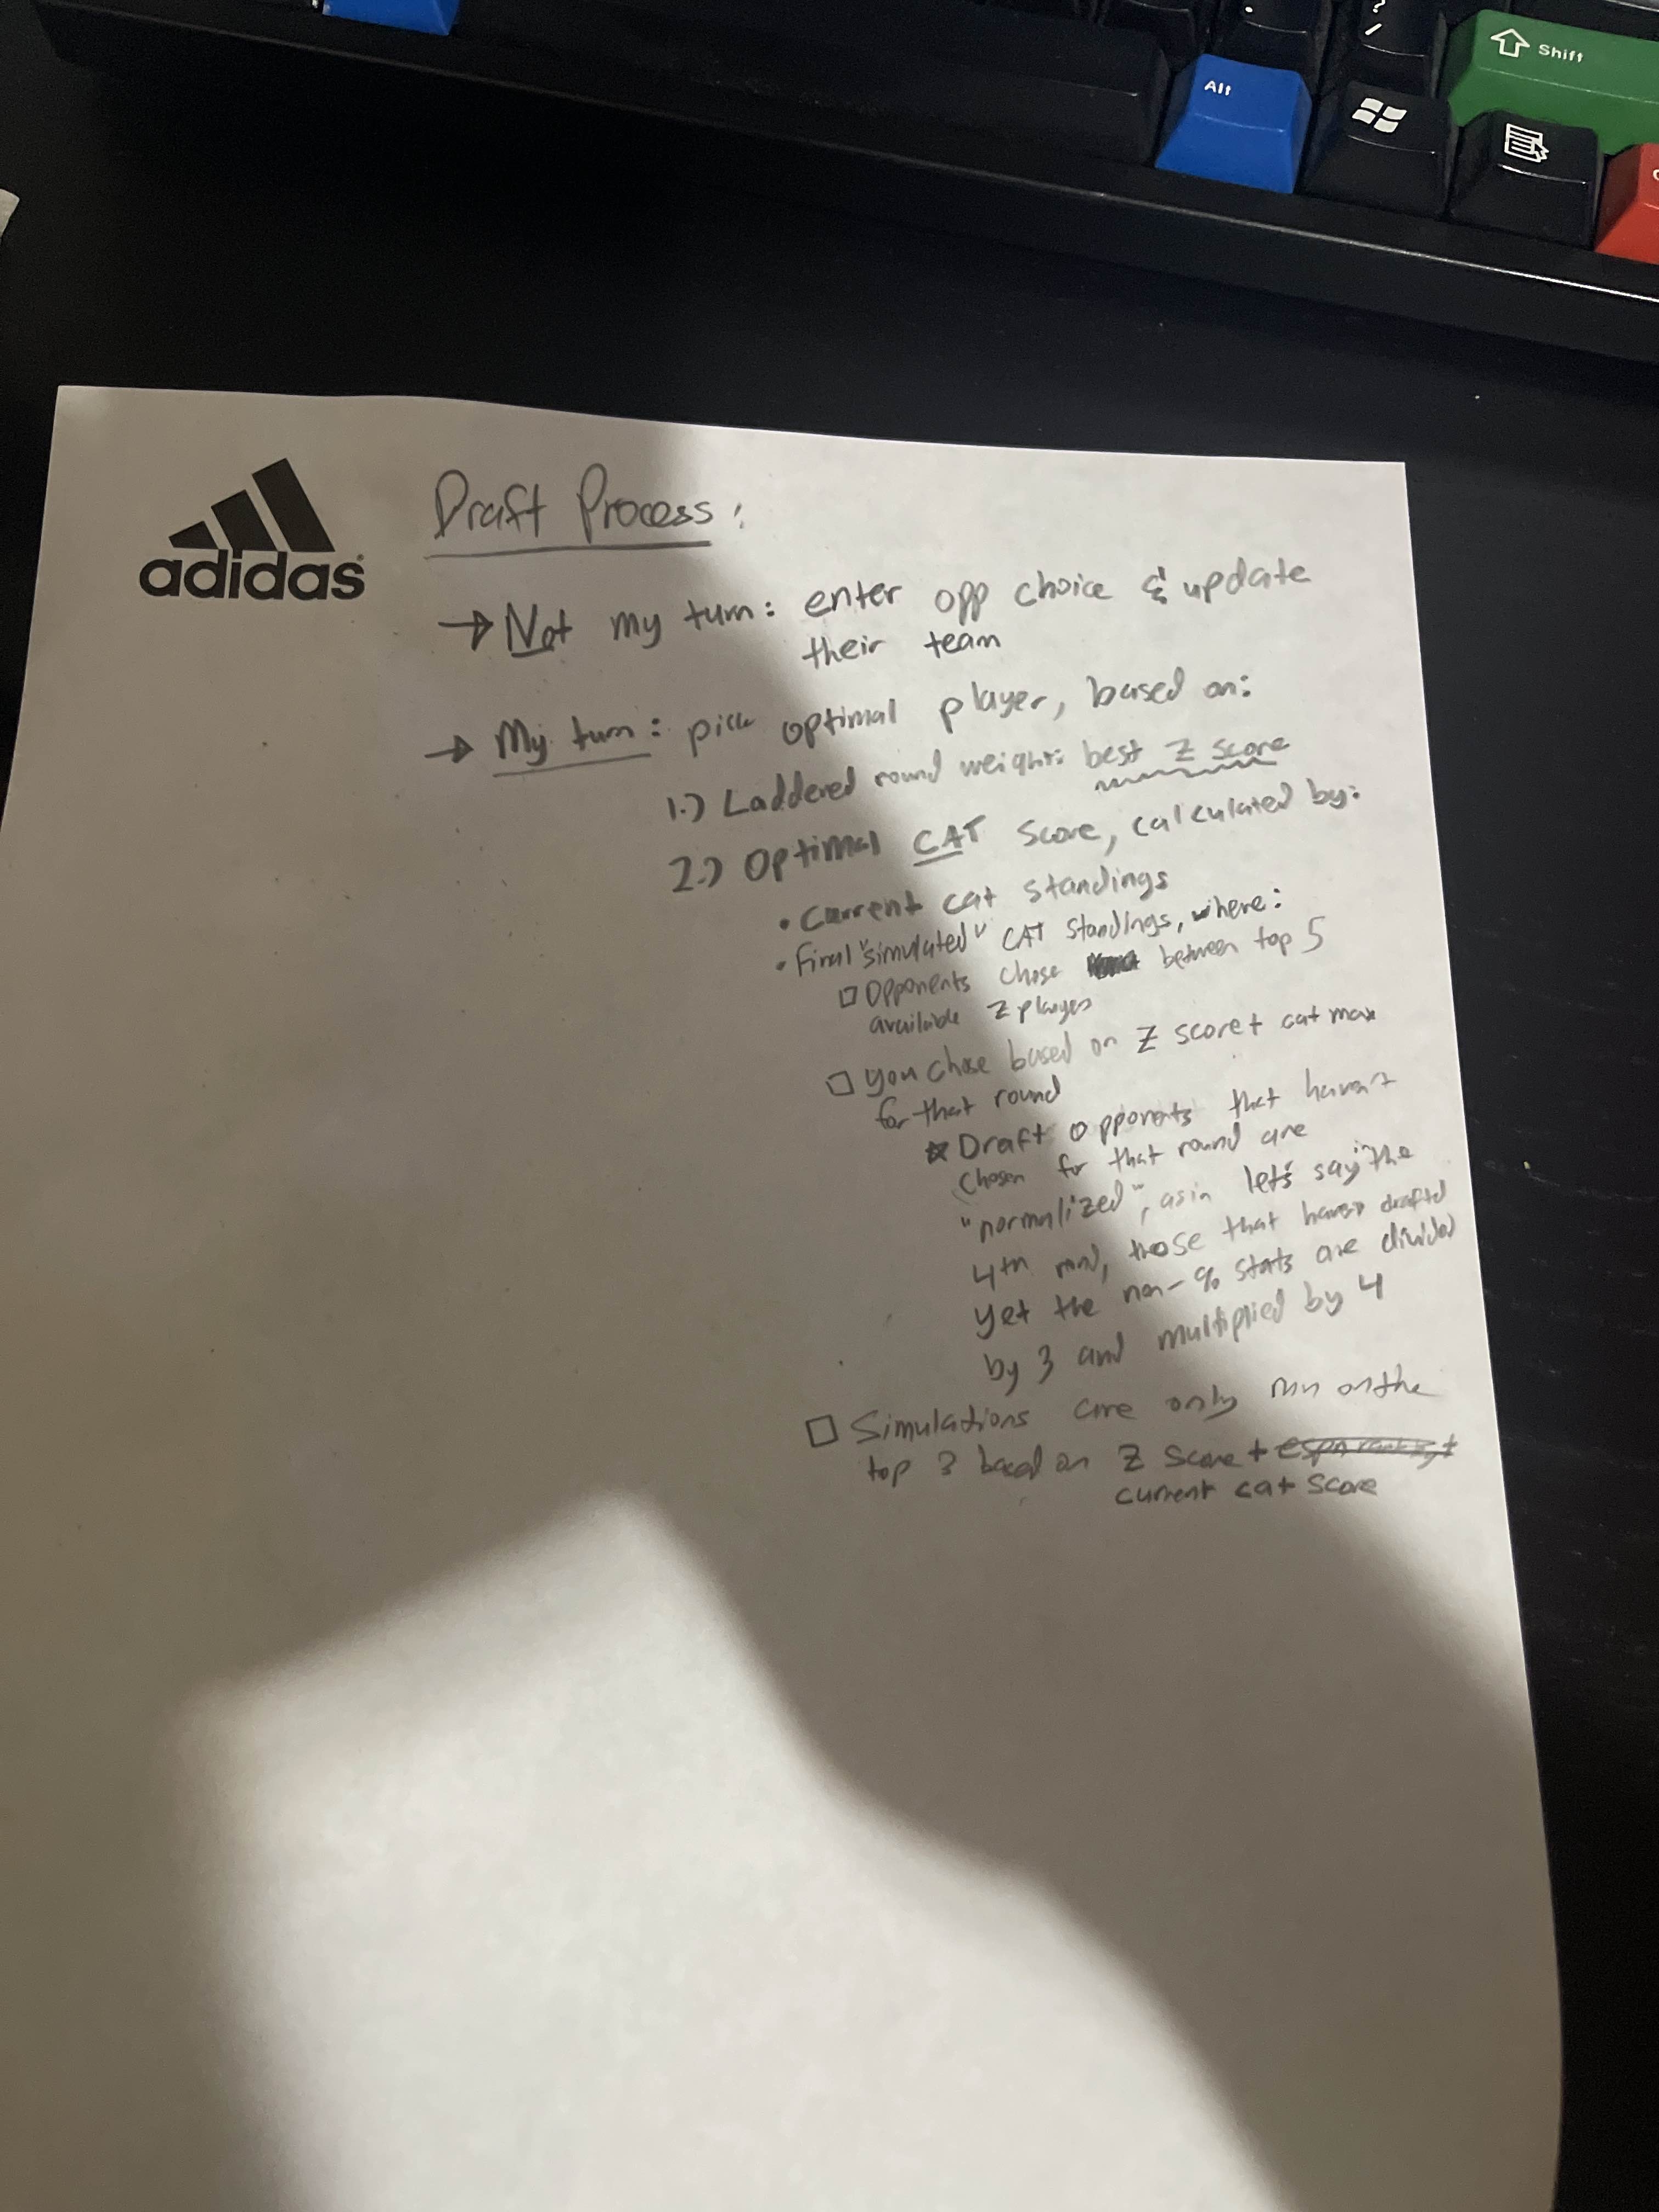 Alt
Shift
adidas
Draft Process:
→ Not my turn: enter opp choice & update
their team
→ My turn: pick optimal player, based on:
1.) Laddered round weight: best Z score
2.) Optimal CAT score, calculated by:
• Current cat standings
• Final "simulated" CAT standings, where:
□ Opponents chose between top 5
available Z players
□ you chose based on Z score + cat max
for that round
☆ Draft opponents that haven't
chosen for that round are
"normalized", as in let's say the
4th rnd, those that haven't drafted
yet the non-% stats are divided
by 3 and multiplied by 4
□ Simulations are only run on the
top 3 based on Z score + espn ranking +
current cat score